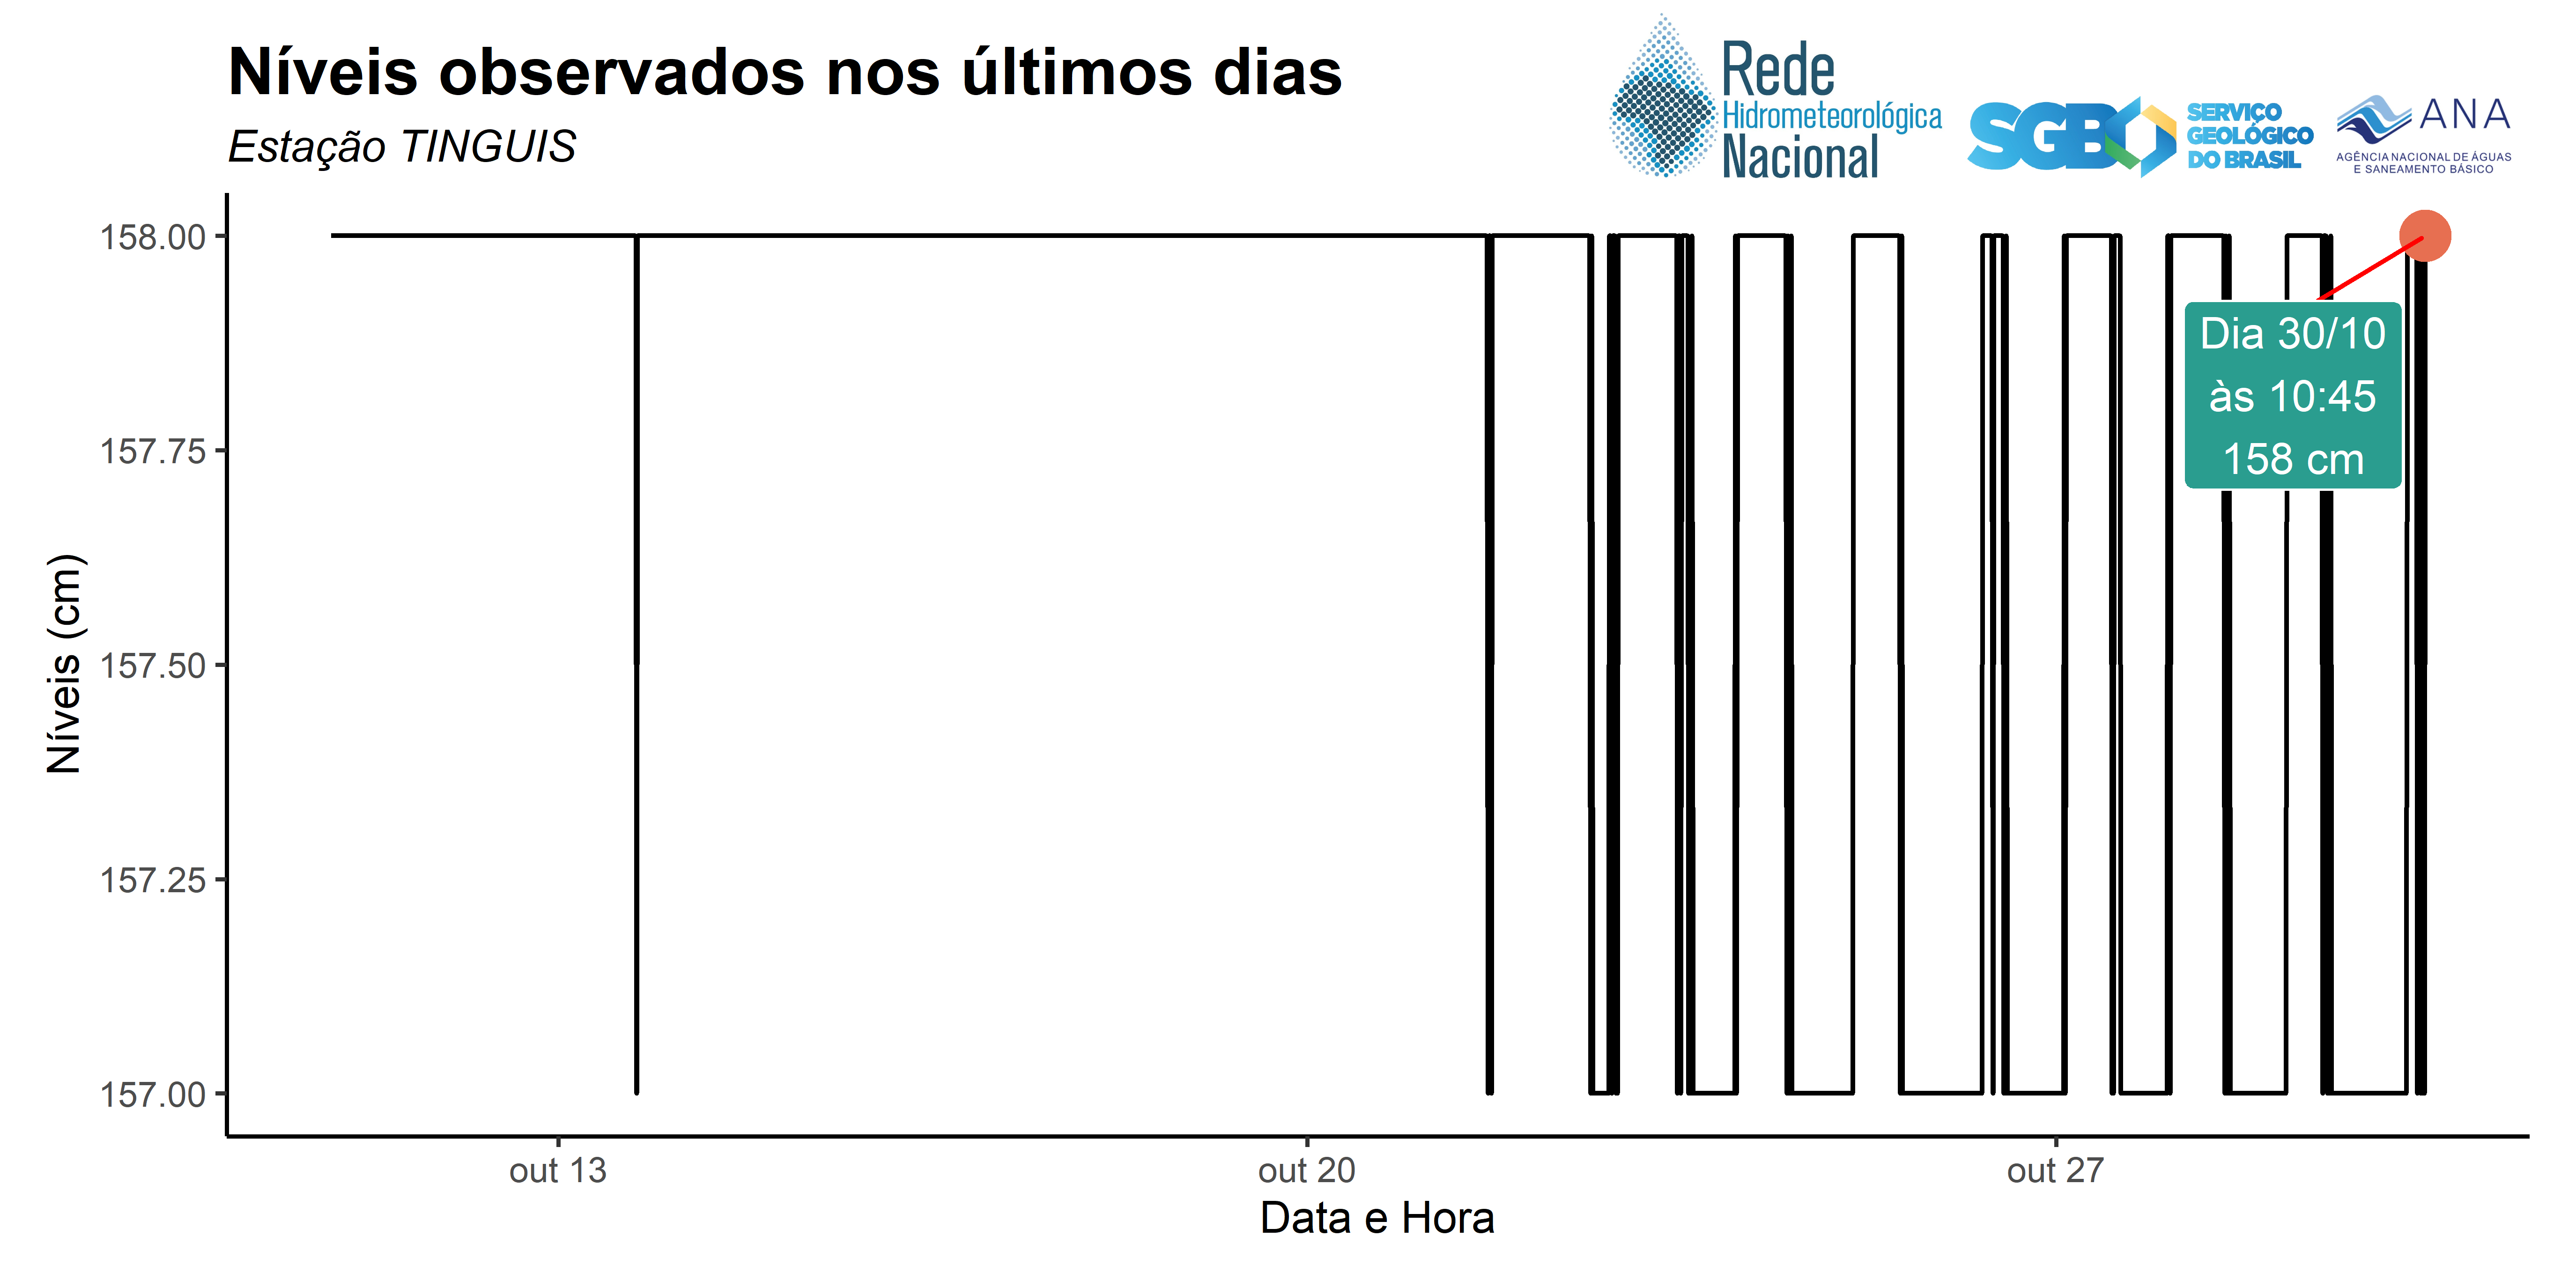 Níveis observados nos últimos dias
Estação TINGUIS
Rede
Hidrometeorológica
Nacional
SGB
SERVIÇO
GEOLÓGICO
DO BRASIL
ANA
AGÊNCIA NACIONAL DE ÁGUAS
E SANEAMENTO BÁSICO
Níveis (cm)
158.00
157.75
157.50
157.25
157.00
Dia 30/10
às 10:45
158 cm
out 13
out 20
out 27
Data e Hora